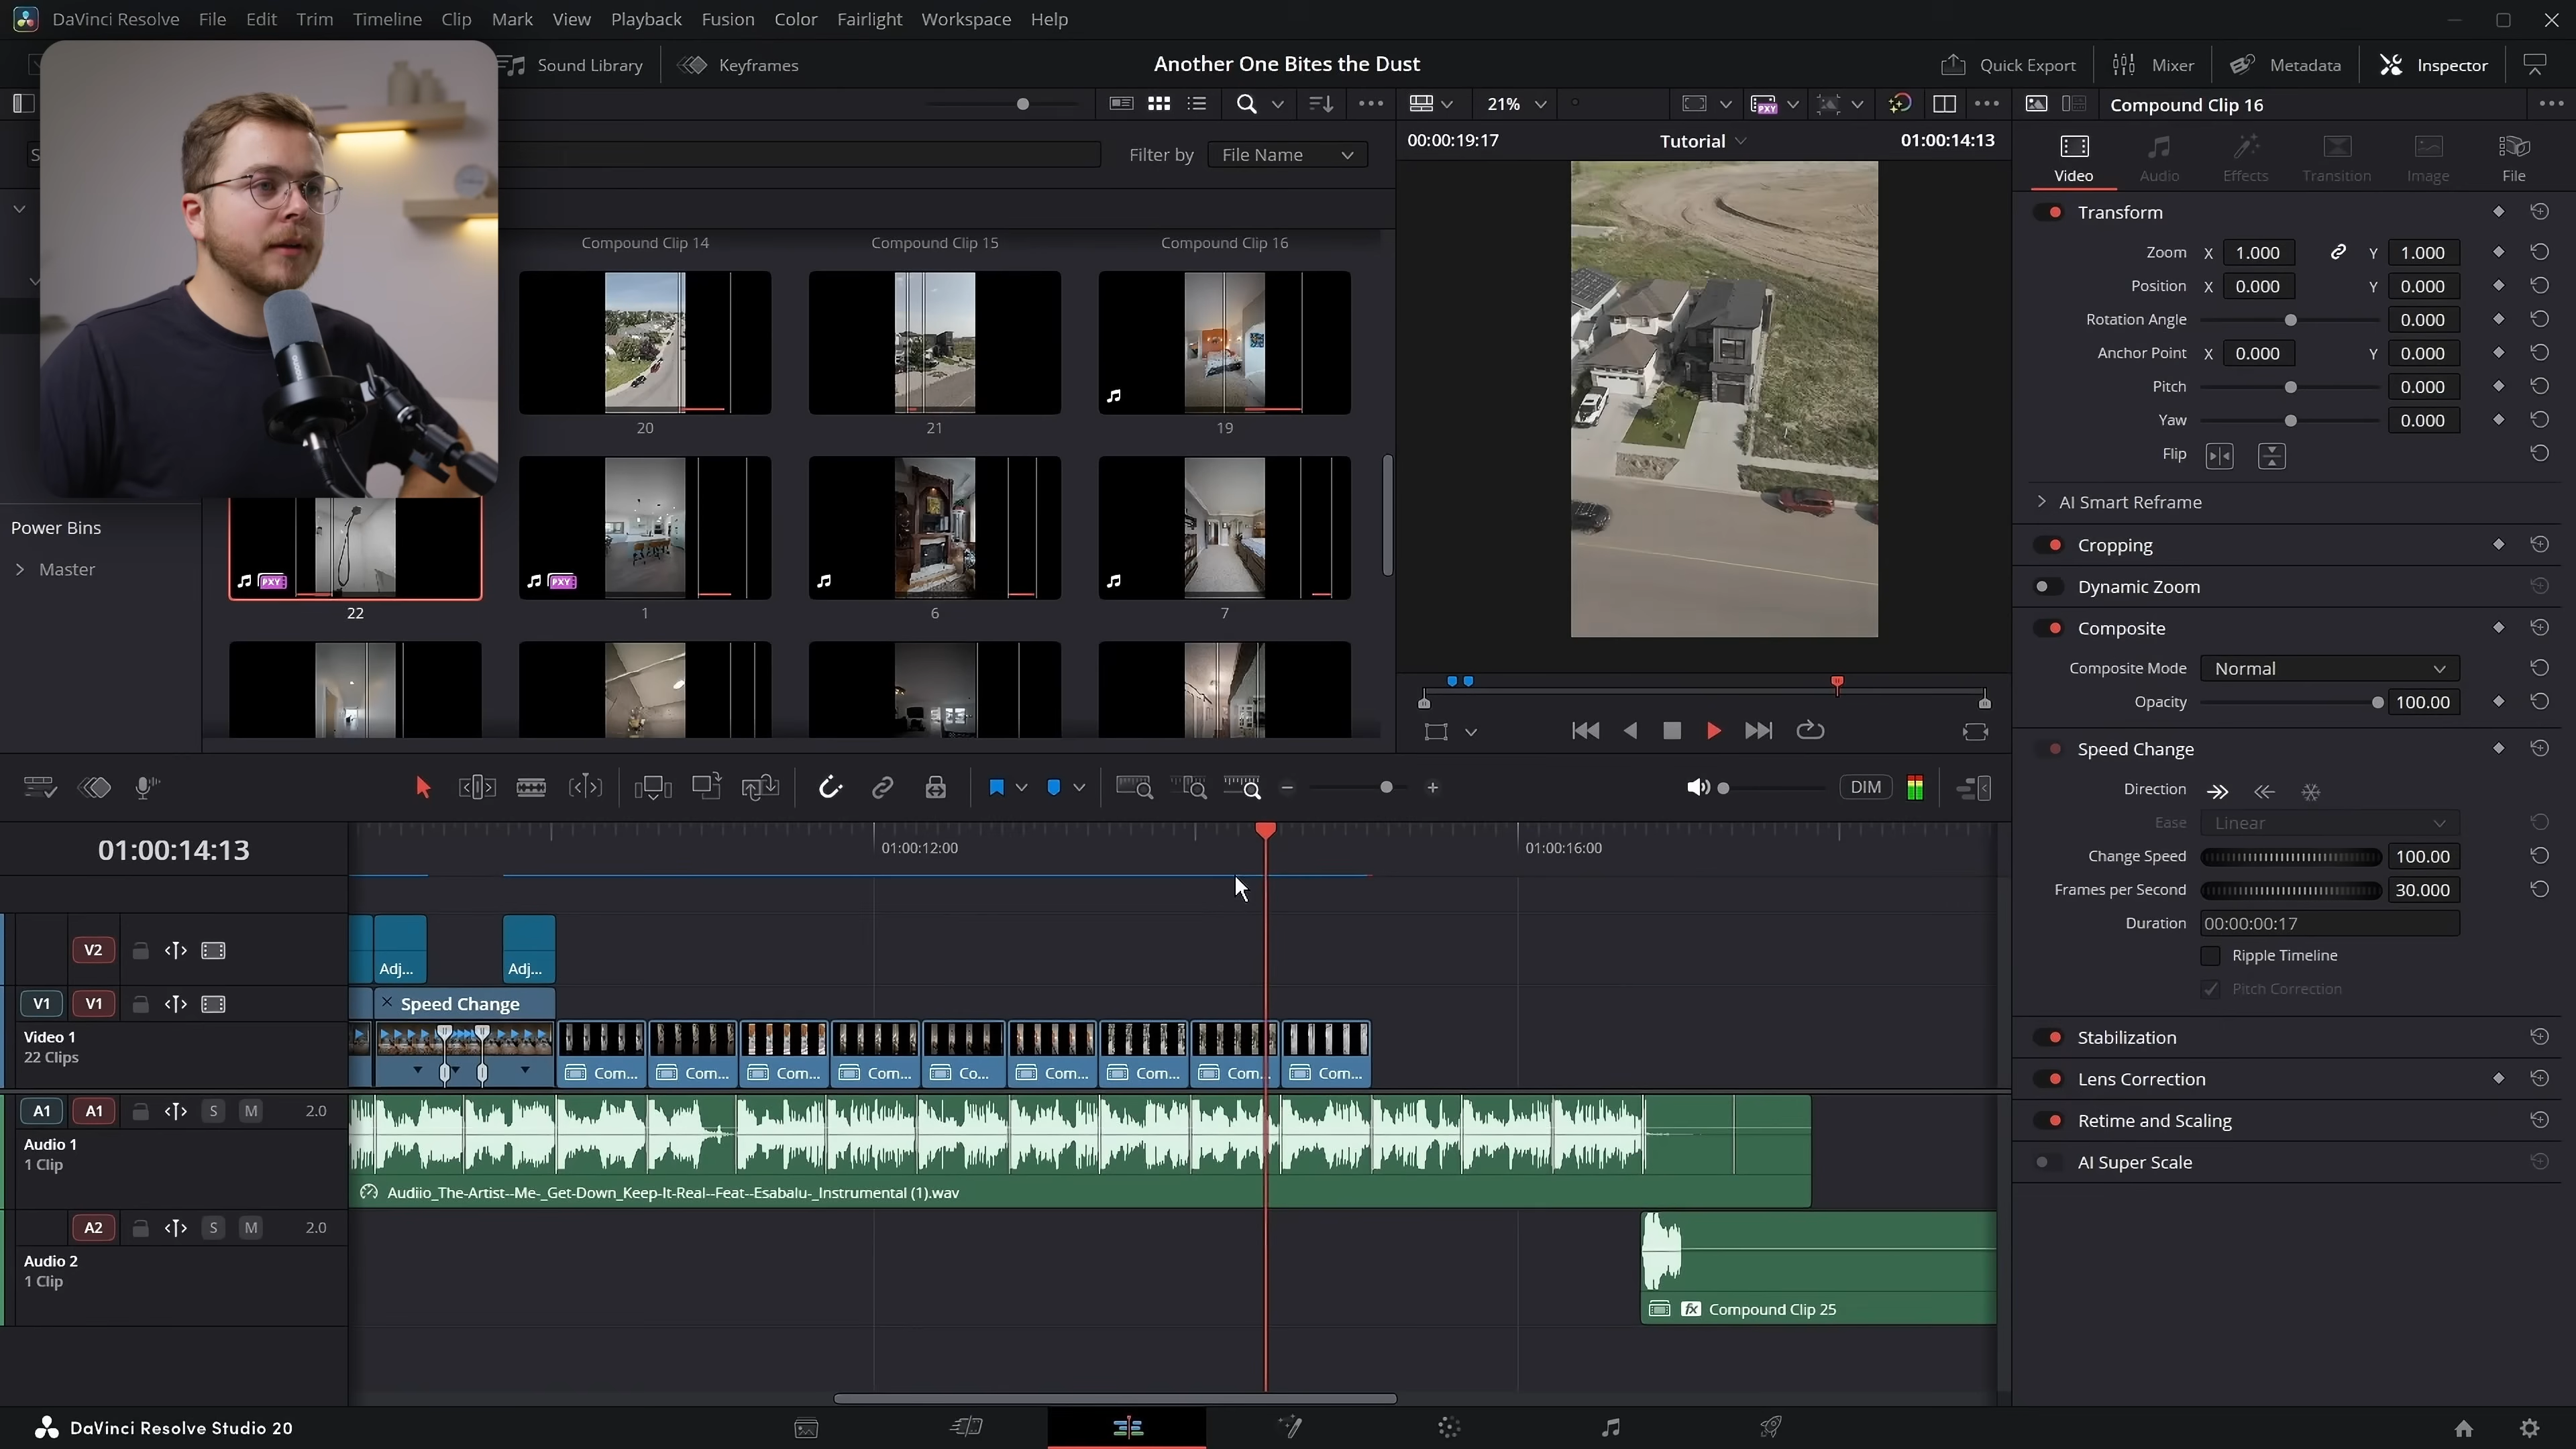 DaVinci Resolve File Edit Trim Timeline Clip Mark View Playback Fusion Color Fairlight Workspace Help
Sound Library Keyframes Another One Bites the Dust Quick Export Mixer Metadata Inspector
21% Compound Clip 16
00:00:19:17 Tutorial 01:00:14:13
Filter by File Name
Video Audio Effects Transition Image File
Compound Clip 14 Compound Clip 15 Compound Clip 16
20 21 19
PXY PXY
22 1 6 7
Power Bins
Master
Transform
Zoom X 1.000 Y 1.000
Position X 0.000 Y 0.000
Rotation Angle 0.000
Anchor Point X 0.000 Y 0.000
Pitch 0.000
Yaw 0.000
Flip
AI Smart Reframe
Cropping
Dynamic Zoom
Composite
Composite Mode Normal
Opacity 100.00
Speed Change
Direction
Ease Linear
Change Speed 100.00
Frames per Second 30.000
Duration 00:00:00:17
Ripple Timeline
Pitch Correction
Stabilization
Lens Correction
Retime and Scaling
AI Super Scale
DIM
01:00:14:13 01:00:12:00 01:00:16:00
V2 Adj... Adj...
V1 V1 Speed Change
Video 1
22 Clips
Com... Com... Com... Com... Co... Com... Com... Com... Com...
A1 A1 S M 2.0
Audio 1
1 Clip
Audiio_The-Artist--Me-_Get-Down_Keep-It-Real--Feat--Esabalu-_Instrumental (1).wav
A2 S M 2.0
Audio 2
1 Clip
fx Compound Clip 25
DaVinci Resolve Studio 20